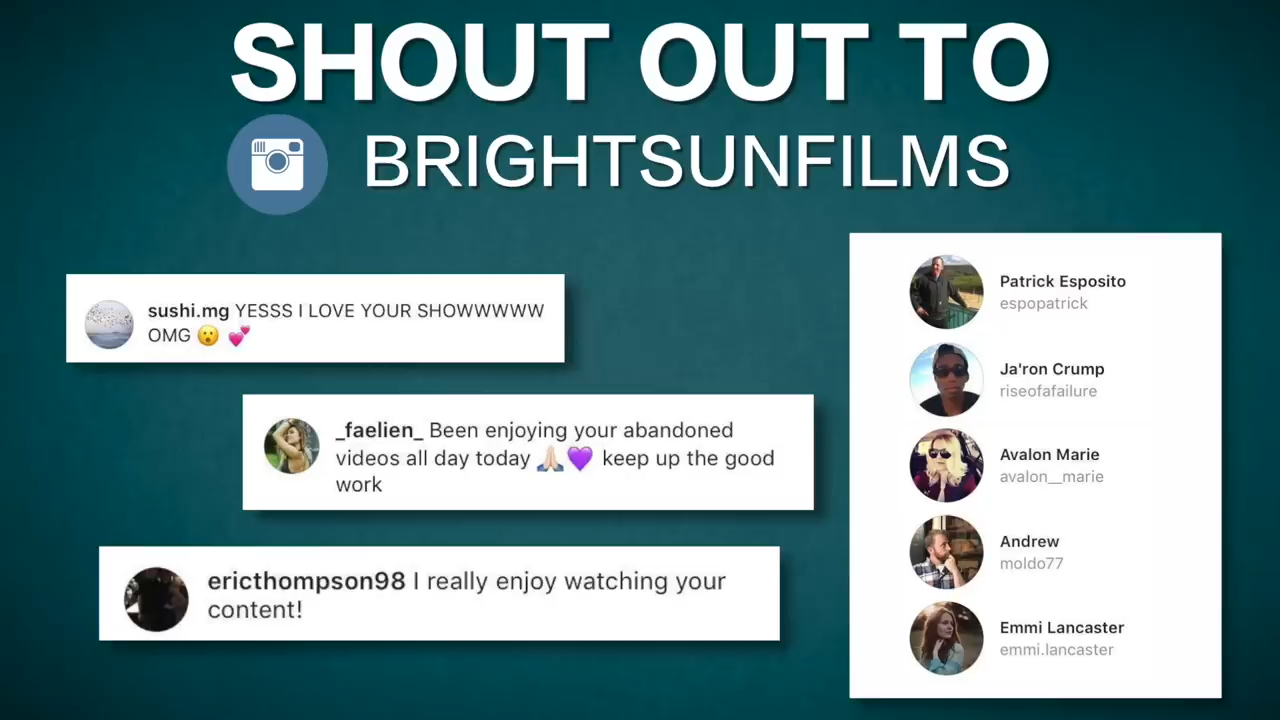 SHOUT OUT TO
BRIGHTSUNFILMS
sushi.mg YESSS I LOVE YOUR SHOWWWWW
OMG 😮 💕
_faelien_ Been enjoying your abandoned
videos all day today 🙏🏻💜 keep up the good
work
ericthompson98 I really enjoy watching your
content!
Patrick Esposito
espopatrick
Ja'ron Crump
riseofafailure
Avalon Marie
avalon__marie
Andrew
moldo77
Emmi Lancaster
emmi.lancaster